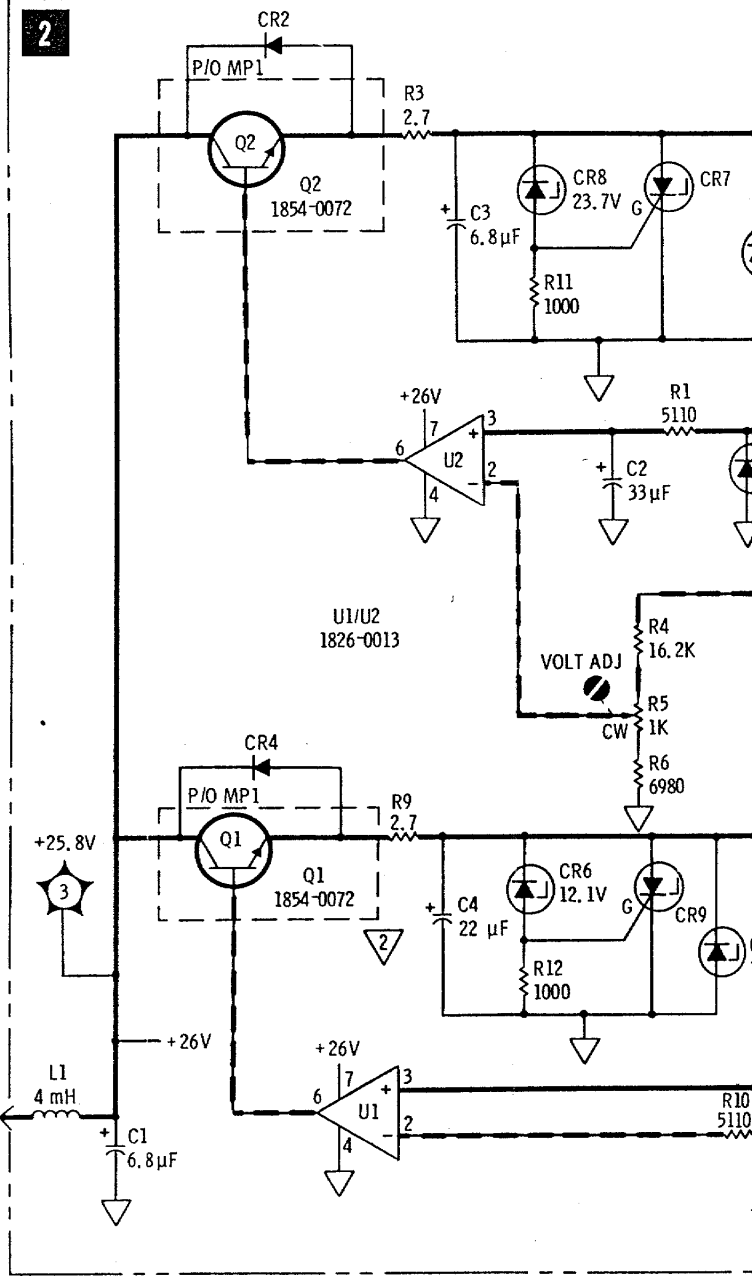 2
CR2
P/O MP1
Q2
Q2
1854-0072
R3
2.7
+ C3
6.8µF
CR8
23.7V
G
CR7
R11
1000
+26V
7
3
6
+
U2
2
−
4
R1
5110
+ C2
33µF
U1/U2
1826-0013
R4
16.2K
VOLT ADJ
R5
CW
1K
R6
6980
CR4
P/O MP1
Q1
Q1
1854-0072
R9
2.7
+25.8V
3
2
+ C4
22 µF
CR6
12.1V
G
CR9
R12
1000
+26V
L1
4 mH
+ C1
6.8µF
+26V
7
3
6
+
U1
2
−
4
R10
5110